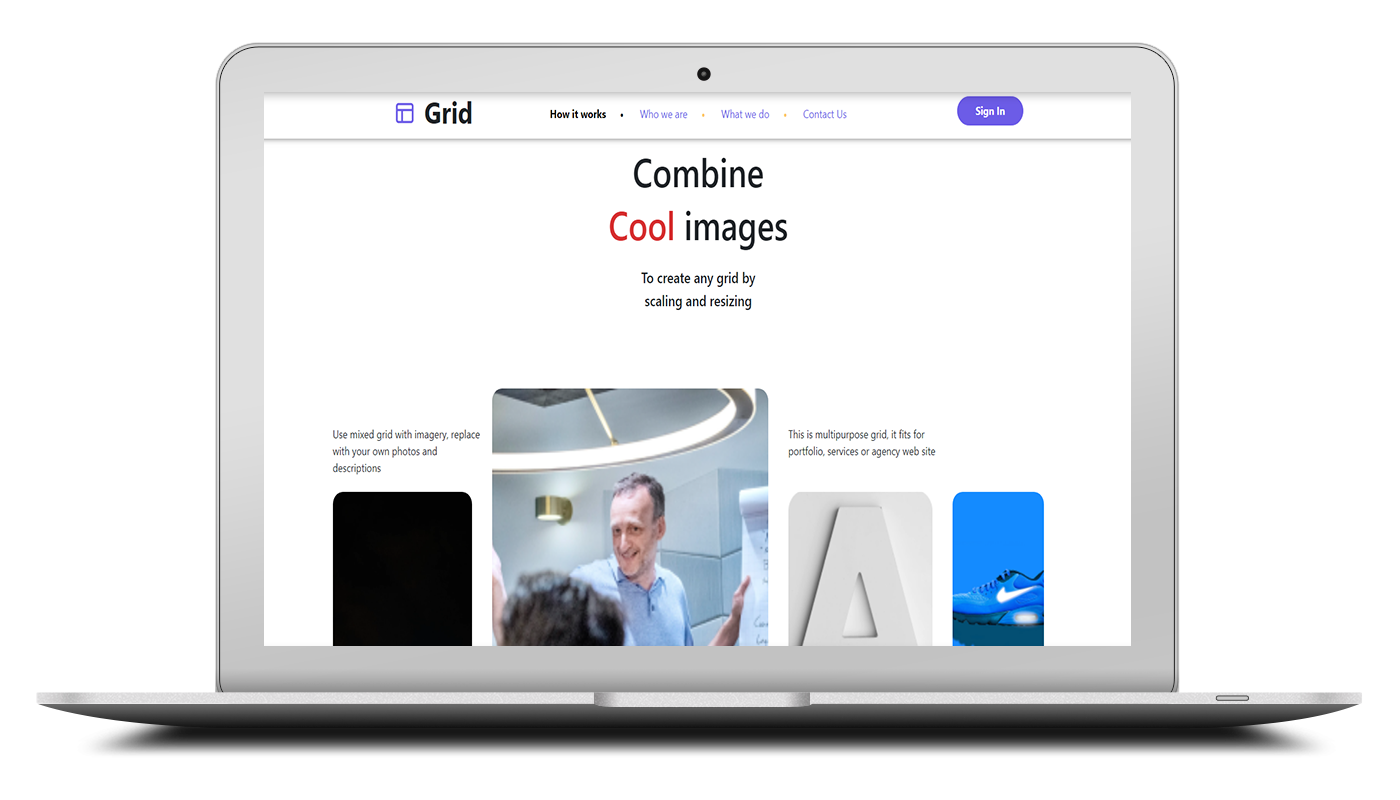 Grid
How it works • Who we are • What we do • Contact Us
Sign In
Combine
Cool images
To create any grid by
scaling and resizing
Use mixed grid with imagery, replace
with your own photos and
descriptions
This is multipurpose grid, it fits for
portfolio, services or agency web site
A